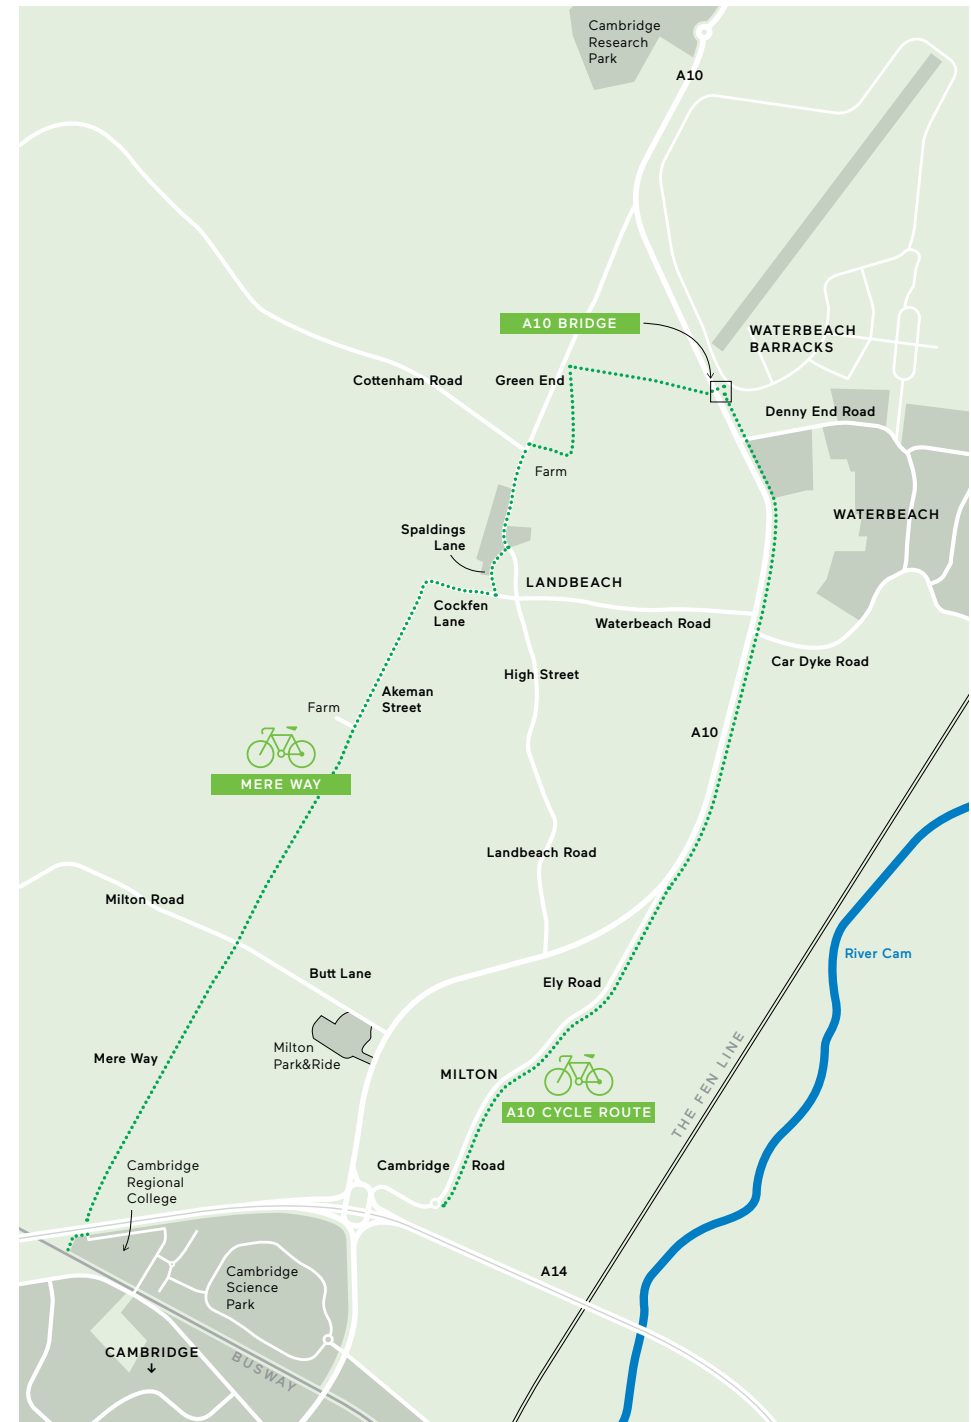 Cambridge
Research
Park
A10
A10 BRIDGE
WATERBEACH
BARRACKS
Cottenham Road
Green End
Denny End Road
Farm
WATERBEACH
Spaldings
Lane
LANDBEACH
Cockfen
Lane
Waterbeach Road
Car Dyke Road
High Street
Akeman
Street
Farm
A10
MERE WAY
Landbeach Road
Milton Road
River Cam
Butt Lane
Ely Road
Milton
Park&Ride
Mere Way
MILTON
THE FEN LINE
A10 CYCLE ROUTE
Cambridge Road
Cambridge
Regional
College
A14
Cambridge
Science
Park
CAMBRIDGE
BUSWAY